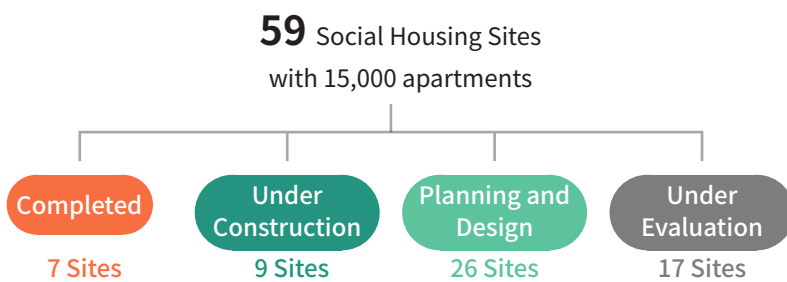 59 Social Housing Sites
with 15,000 apartments
Completed
7 Sites
Under
Construction
9 Sites
Planning and
Design
26 Sites
Under
Evaluation
17 Sites